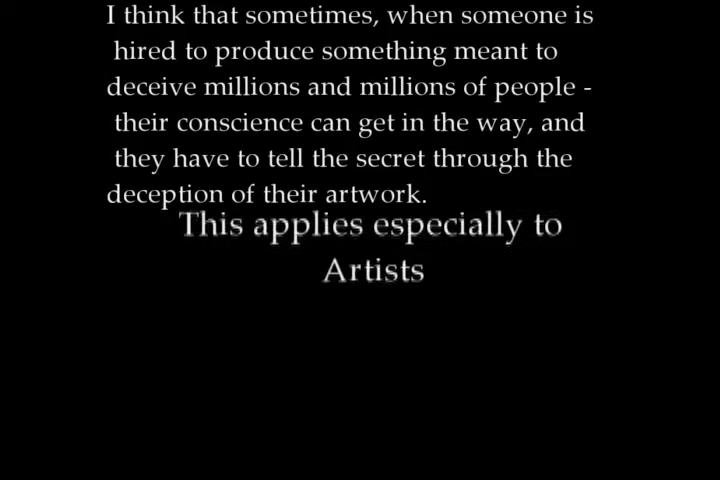 I think that sometimes, when someone is
hired to produce something meant to
deceive millions and millions of people -
their conscience can get in the way, and
they have to tell the secret through the
deception of their artwork.
This applies especially to
Artists